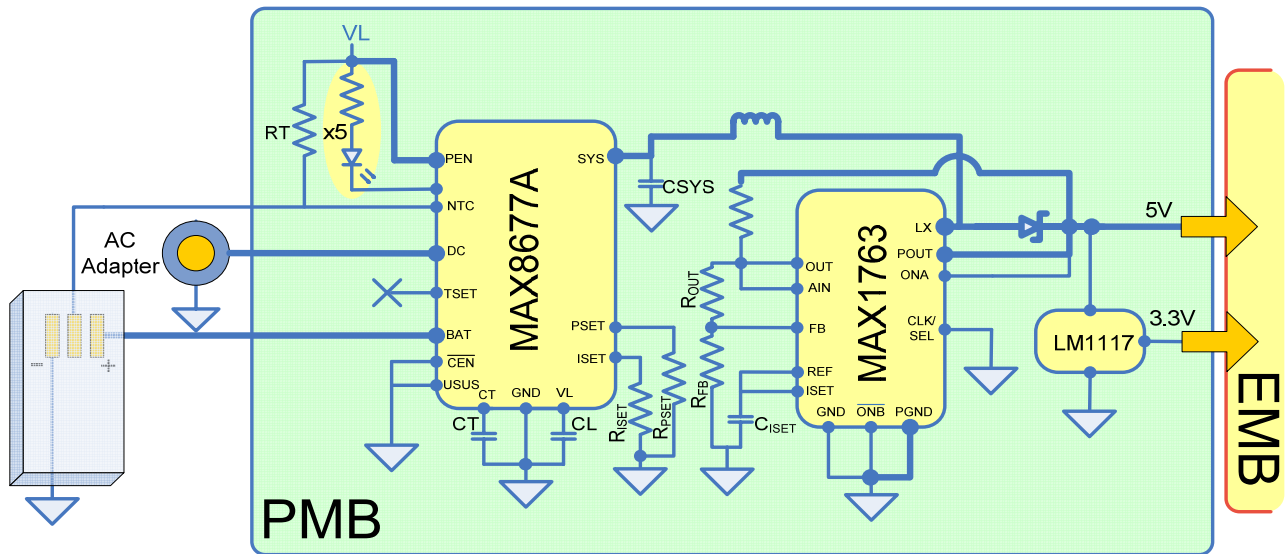 VL
RT
x5
AC
Adapter
-
+
MAX8677A
PEN
NTC
DC
TSET
BAT
CEN
USUS
CT
GND
VL
SYS
PSET
ISET
CT
CL
RISET
RPSET
CSYS
MAX1763
OUT
AIN
FB
REF
ISET
GND
ONB
PGND
LX
POUT
ONA
CLK/
SEL
ROUT
RFB
CISET
5V
3.3V
LM1117
PMB
EMB